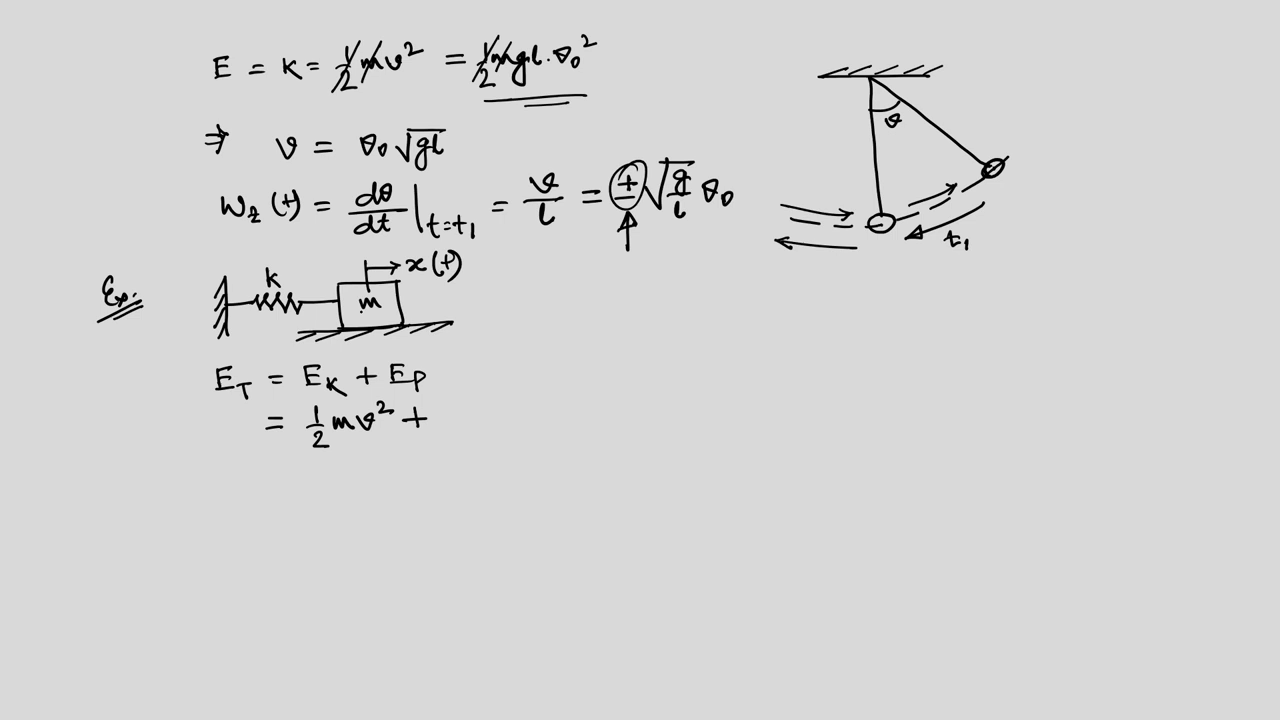 E = K = 1/2 mv² = 1/2 mgl·θ₀²
⇒ v = θ₀√gl
θ
ω_z(t) = dθ/dt |t=t₁ = v/l = ± √g/l θ₀
t₁
Ex:
K
x(t)
m
E_T = E_K + E_P
= 1/2 mv² +